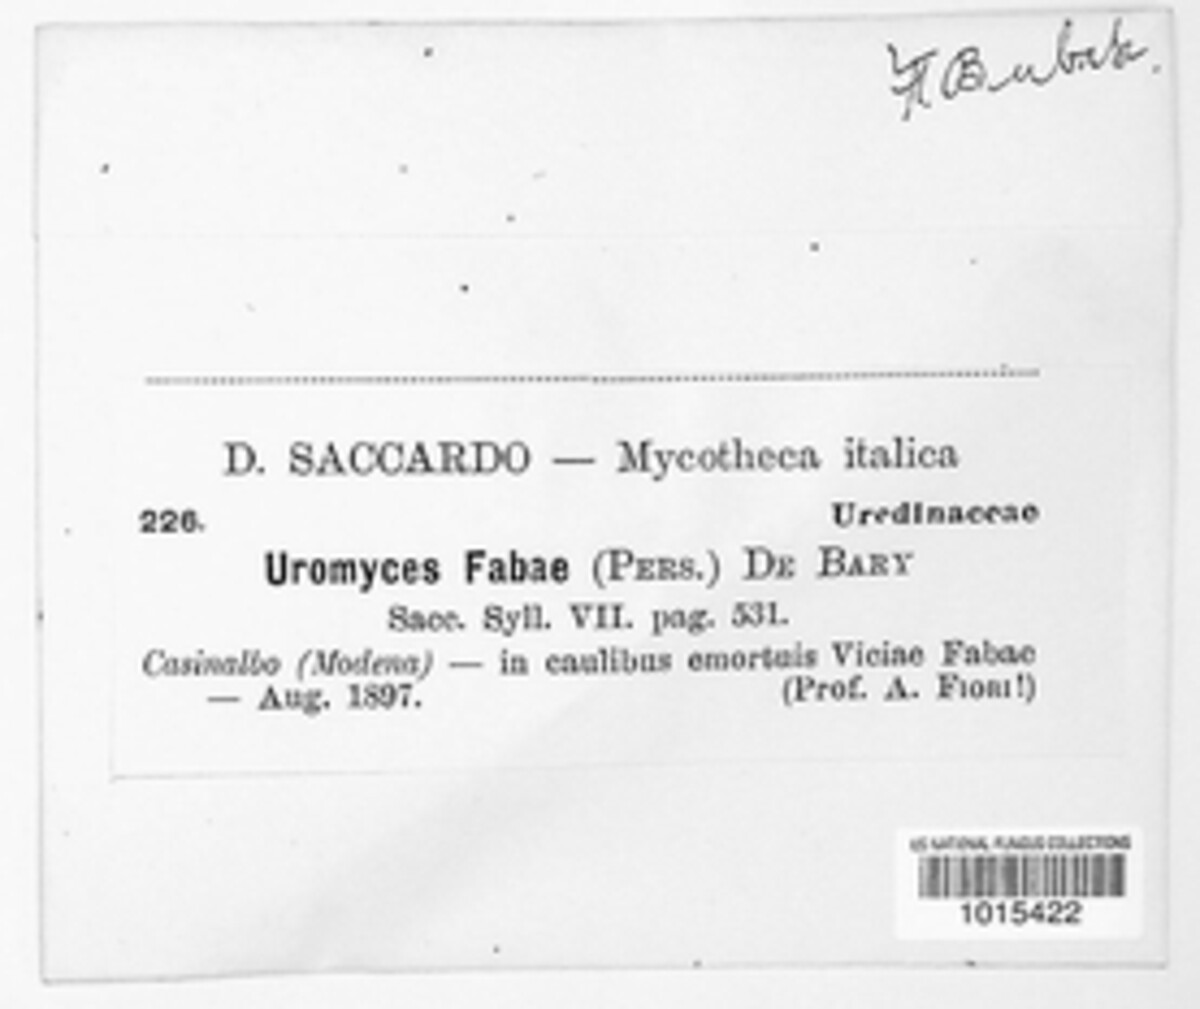 Bubák.
D. SACCARDO — Mycotheca italica
226.
Uredinaceae
Uromyces Fabae (PERS.) DE BARY
Sacc. Syll. VII. pag. 531.
Casinalbo (Modena) — in caulibus emortuis Viciae Fabae
— Aug. 1897.
(Prof. A. FIORI!)
US NATIONAL FUNGUS COLLECTIONS
1015422